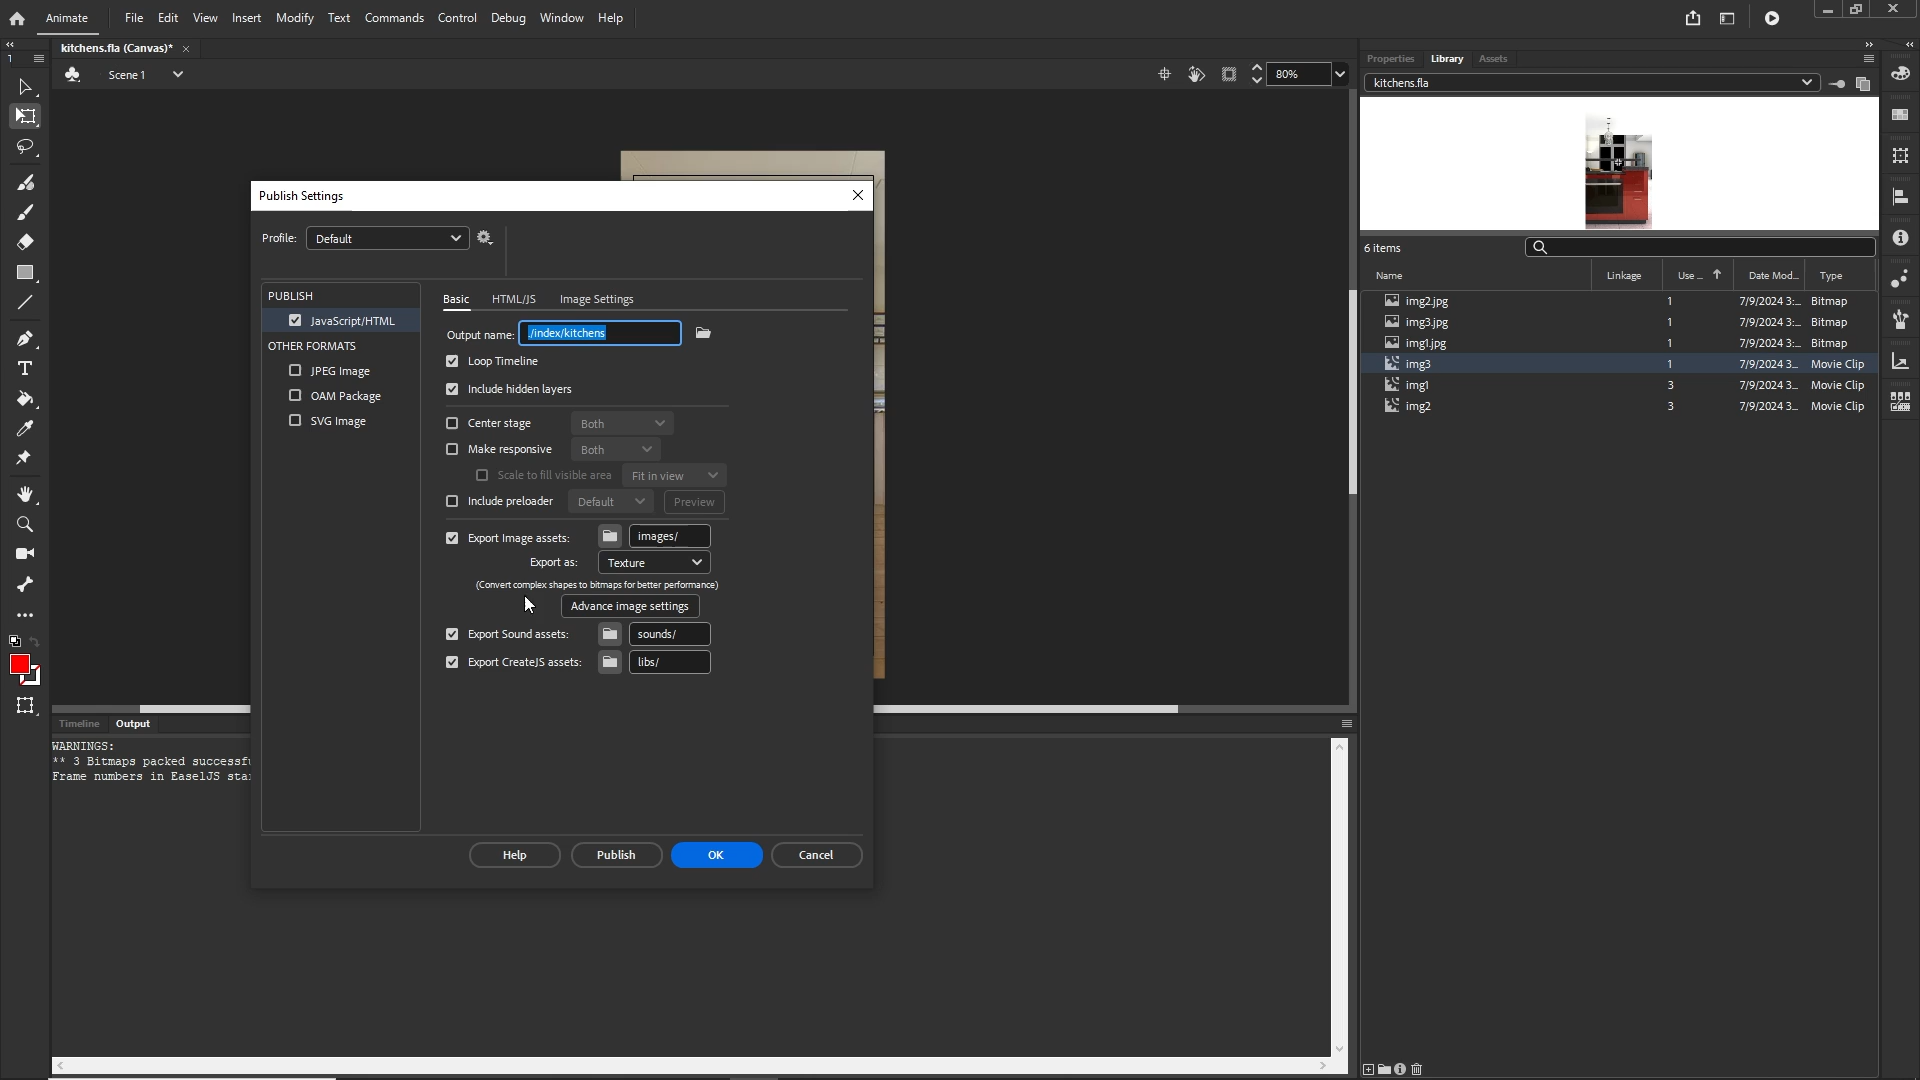 Animate File Edit View Insert Modify Text Commands Control Debug Window Help
kitchens.fla (Canvas)*
Scene 1
80%
Publish Settings
Profile: Default
PUBLISH
JavaScript/HTML
OTHER FORMATS
JPEG Image
OAM Package
SVG Image
Basic HTML/JS Image Settings
Output name: ./index/kitchens
Loop Timeline
Include hidden layers
Center stage Both
Make responsive Both
Scale to fill visible area Fit in view
Include preloader Default Preview
Export Image assets: images/
Export as: Texture
(Convert complex shapes to bitmaps for better performance)
Advance image settings
Export Sound assets: sounds/
Export CreateJS assets: libs/
Help Publish OK Cancel
Timeline Output
WARNINGS:
** 3 Bitmaps packed
Frame numbers in EaselJS
Properties Library Assets
kitchens.fla
6 items
Name Linkage Use ... Date Mod... Type
img2.jpg 1 7/9/2024 3:... Bitmap
img3.jpg 1 7/9/2024 3:... Bitmap
img1.jpg 1 7/9/2024 3:... Bitmap
img3 1 7/9/2024 3... Movie Clip
img1 3 7/9/2024 3... Movie Clip
img2 3 7/9/2024 3... Movie Clip